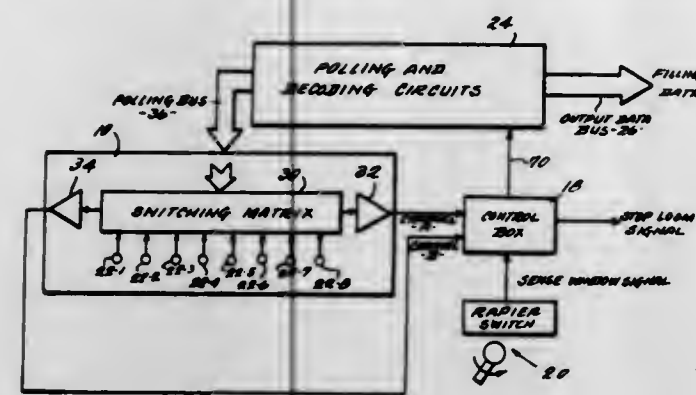 24
POLLING AND
DECODING CIRCUITS
FILLING
DATA
OUTPUT DATA
BUS-26-
POLLING BUS
-36-
34
30
32
70
18
SWITCHING MATRIX
CONTROL
BOX
STOP LOOM
SIGNAL
22-1
22-2
22-3
22-4
22-5
22-6
22-7
22-8
SENSE WINDOW SIGNAL
RAPIER
SWITCH
20